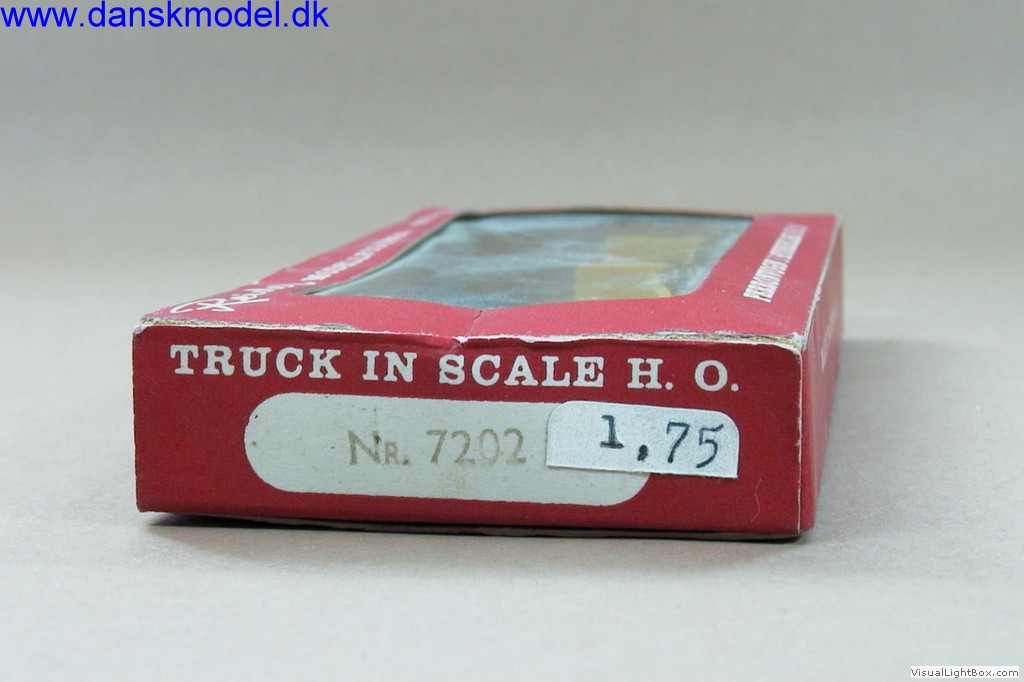 www.danskmodel.dk
TRUCK IN SCALE H. O.
NR. 7202
1,75
VisualLightBox.com